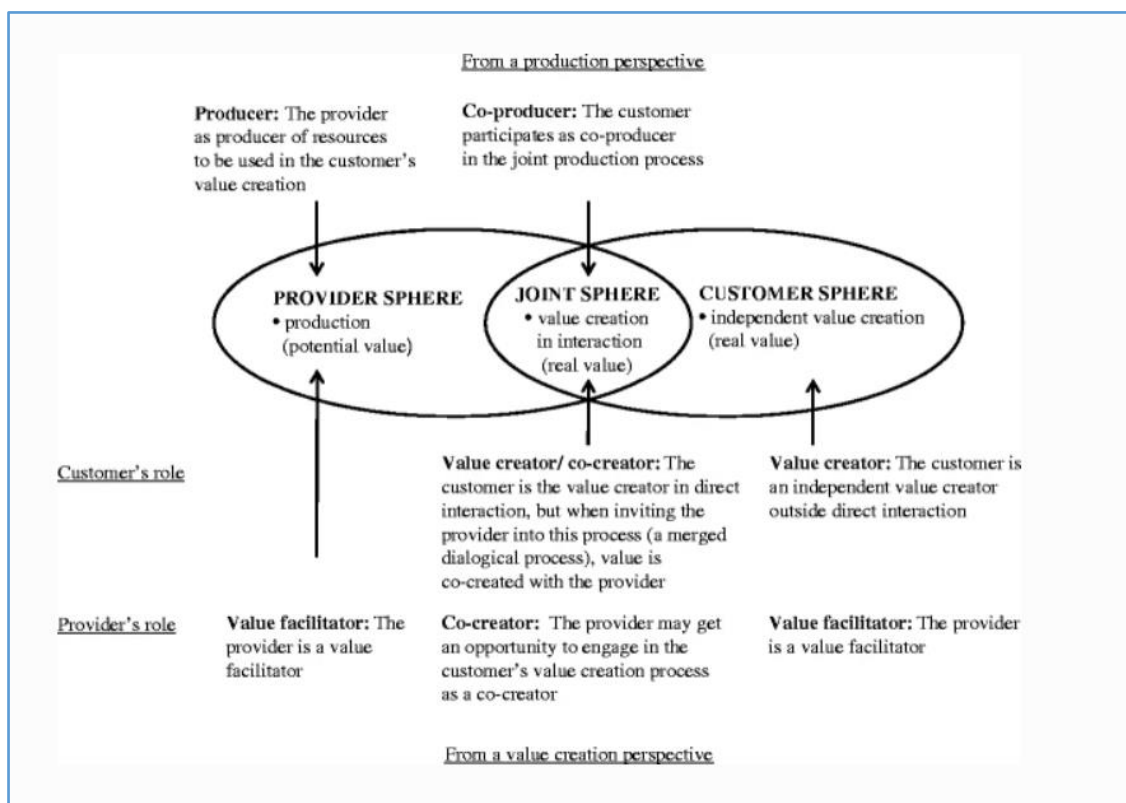 From a production perspective
Producer: The provider
as producer of resources
to be used in the customer's
value creation
Co-producer: The customer
participates as co-producer
in the joint production process
PROVIDER SPHERE
• production
(potential value)
JOINT SPHERE
• value creation
in interaction
(real value)
CUSTOMER SPHERE
• independent value creation
(real value)
Customer's role
Value creator/ co-creator: The
customer is the value creator in direct
interaction, but when inviting the
provider into this process (a merged
dialogical process), value is
co-created with the provider
Value creator: The customer is
an independent value creator
outside direct interaction
Provider's role
Value facilitator: The
provider is a value
facilitator
Co-creator: The provider may get
an opportunity to engage in the
customer's value creation process
as a co-creator
Value facilitator: The provider
is a value facilitator
From a value creation perspective